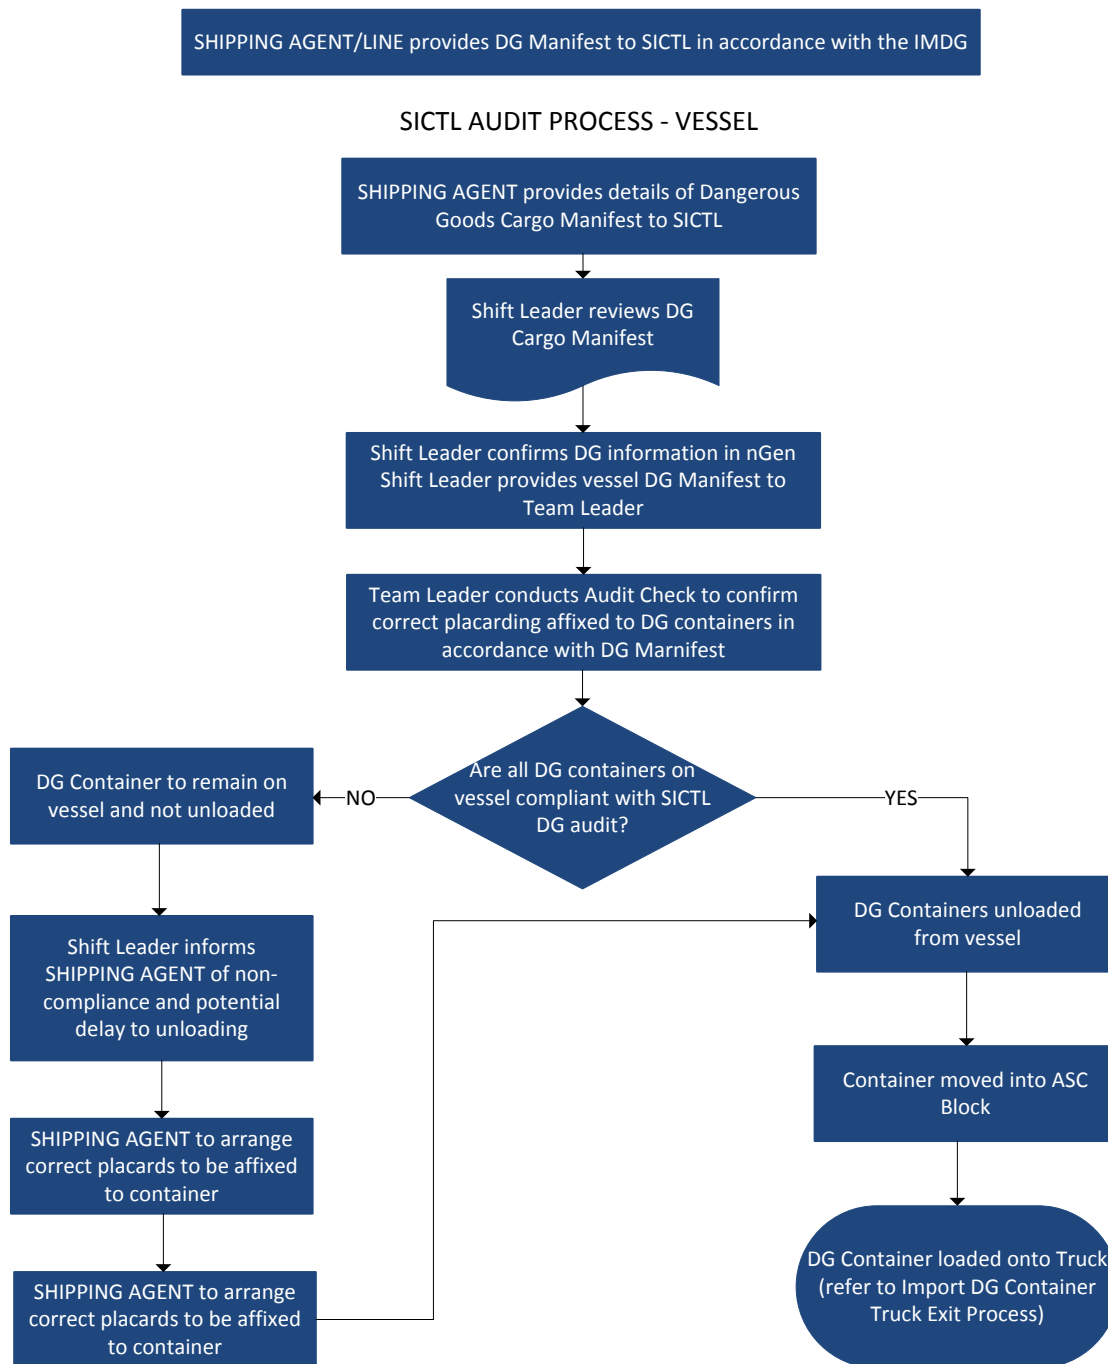 SHIPPING AGENT/LINE provides DG Manifest to SICTL in accordance with the IMDG
SICTL AUDIT PROCESS - VESSEL
SHIPPING AGENT provides details of Dangerous
Goods Cargo Manifest to SICTL
Shift Leader reviews DG
Cargo Manifest
Shift Leader confirms DG information in nGen
Shift Leader provides vessel DG Manifest to
Team Leader
Team Leader conducts Audit Check to confirm
correct placarding affixed to DG containers in
accordance with DG Marnifest
Are all DG containers on
vessel compliant with SICTL
DG audit?
NO
YES
DG Container to remain on
vessel and not unloaded
Shift Leader informs
SHIPPING AGENT of non-
compliance and potential
delay to unloading
SHIPPING AGENT to arrange
correct placards to be affixed
to container
SHIPPING AGENT to arrange
correct placards to be affixed
to container
DG Containers unloaded
from vessel
Container moved into ASC
Block
DG Container loaded onto Truck
(refer to Import DG Container
Truck Exit Process)